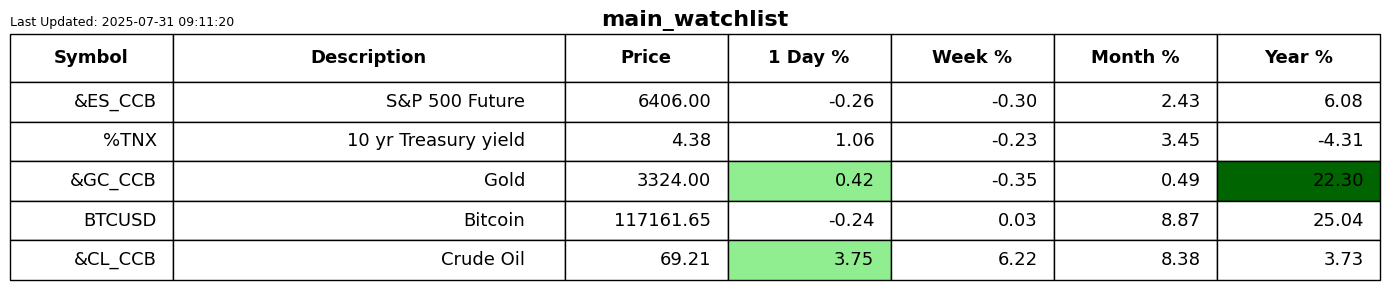 Last Updated: 2025-07-31 09:11:20
main_watchlist
Symbol Description Price 1 Day % Week % Month % Year %
&ES_CCB S&P 500 Future 6406.00 -0.26 -0.30 2.43 6.08
%TNX 10 yr Treasury yield 4.38 1.06 -0.23 3.45 -4.31
&GC_CCB Gold 3324.00 0.42 -0.35 0.49 22.30
BTCUSD Bitcoin 117161.65 -0.24 0.03 8.87 25.04
&CL_CCB Crude Oil 69.21 3.75 6.22 8.38 3.73